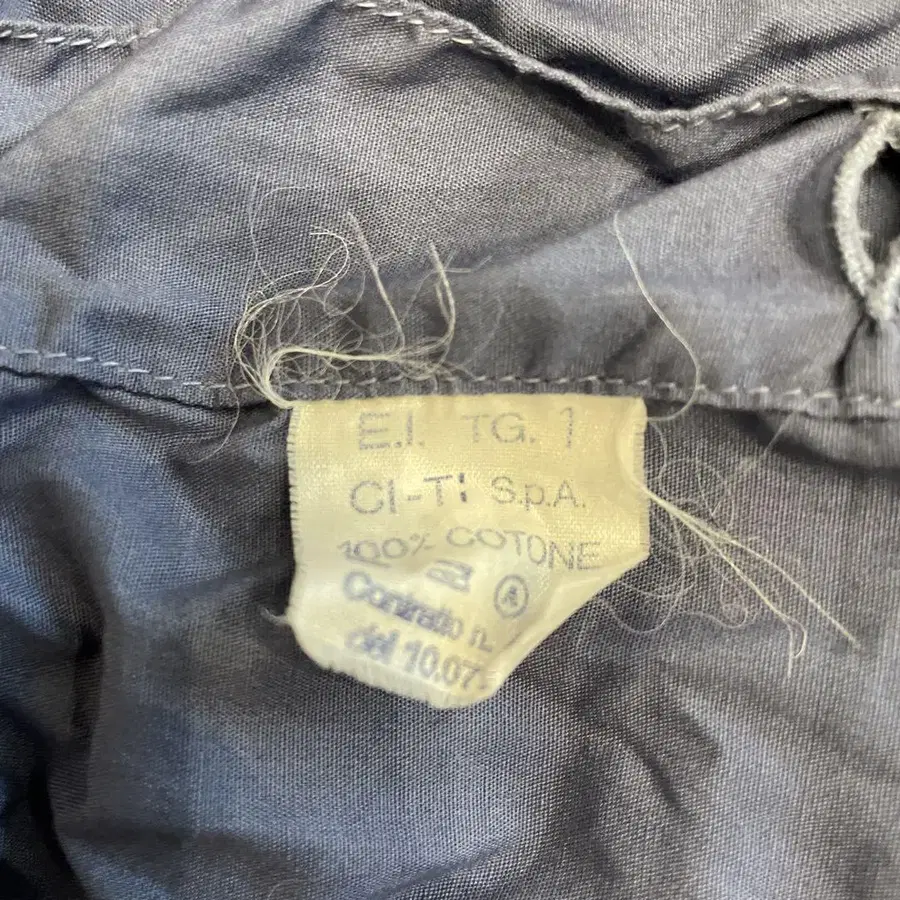 E.I. TG. 1
CI-TI S.p.A.
100% COTONE
A
Contratto n.
del 10.07